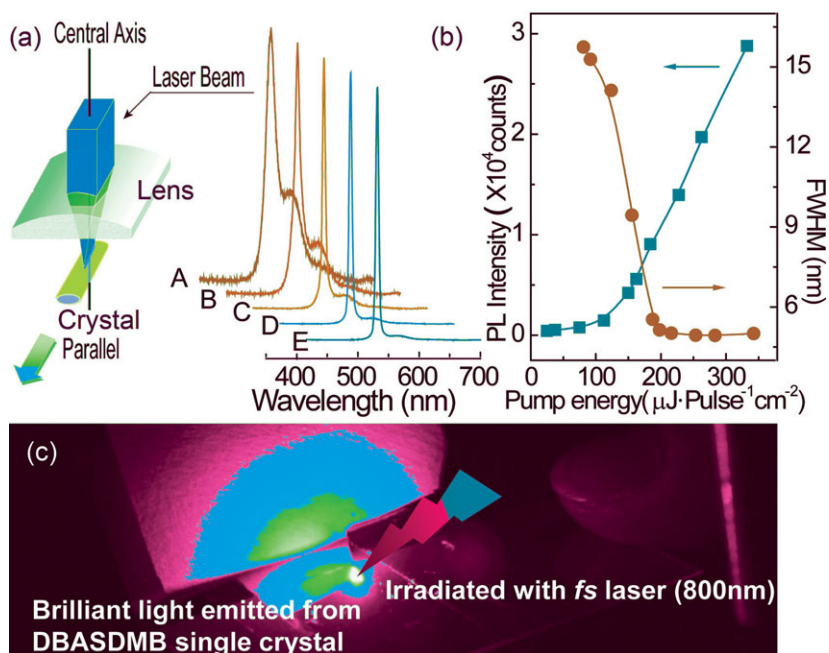 (a)
Central Axis
Laser Beam
Lens
Crystal
Parallel
A
B
C
D
E
400 500 600 700
Wavelength (nm)
(b)
3
2
1
0
PL Intensity (X10⁴counts)
15
12
9
5
FWHM (nm)
0 100 200 300
Pump energy(μJ·Pulse⁻¹cm⁻²)
(c)
Irradiated with fs laser (800nm)
Brilliant light emitted from
DBASDMB single crystal